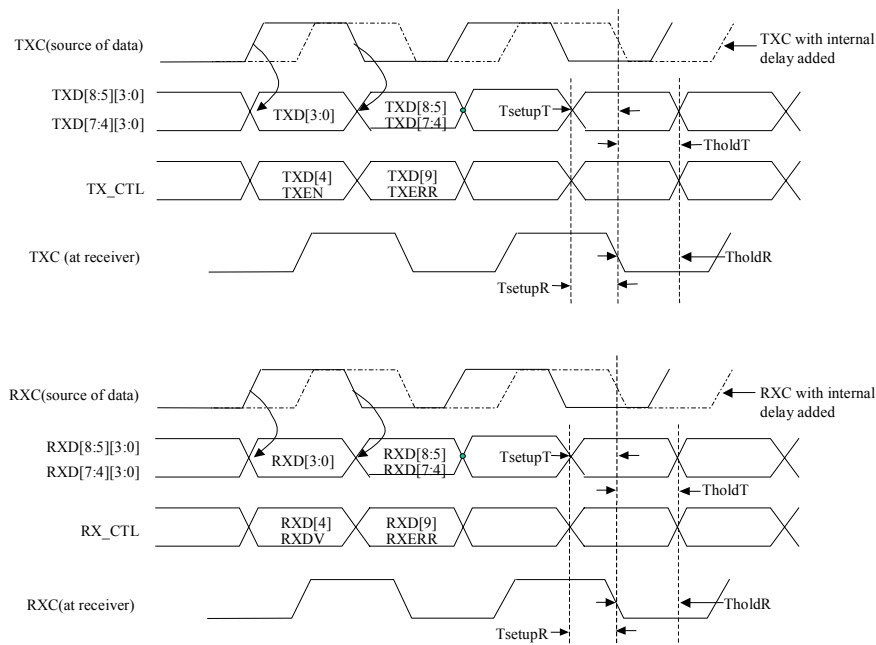 TXC(source of data)
TXC with internal
delay added
TXD[8:5][3:0]
TXD[7:4][3:0]
TXD[3:0]
TXD[8:5]
TXD[7:4]
TsetupT
TholdT
TX_CTL
TXD[4]
TXEN
TXD[9]
TXERR
TXC (at receiver)
TholdR
TsetupR
RXC(source of data)
RXC with internal
delay added
RXD[8:5][3:0]
RXD[7:4][3:0]
RXD[3:0]
RXD[8:5]
RXD[7:4]
TsetupT
TholdT
RX_CTL
RXD[4]
RXDV
RXD[9]
RXERR
RXC(at receiver)
TholdR
TsetupR